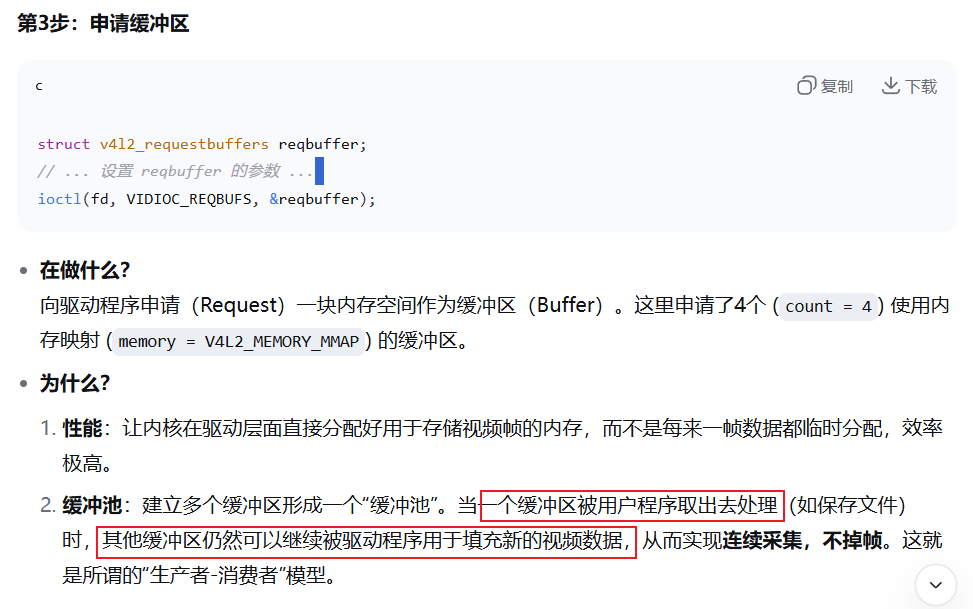 第3步：申请缓冲区
c
复制 下载
struct v4l2_requestbuffers reqbuffer;
// ... 设置 reqbuffer 的参数 ...
ioctl(fd, VIDIOC_REQBUFS, &reqbuffer);
• 在做什么？
向驱动程序申请（Request）一块内存空间作为缓冲区（Buffer）。这里申请了4个 (count = 4) 使用内
存映射 (memory = V4L2_MEMORY_MMAP) 的缓冲区。
• 为什么？
1. 性能：让内核在驱动层面直接分配好用于存储视频帧的内存，而不是每来一帧数据都临时分配，效率
极高。
2. 缓冲池：建立多个缓冲区形成一个“缓冲池”。当一个缓冲区被用户程序取出去处理 (如保存文件)
时，其他缓冲区仍然可以继续被驱动程序用于填充新的视频数据，从而实现连续采集，不掉帧。这就
是所谓的“生产者-消费者”模型。